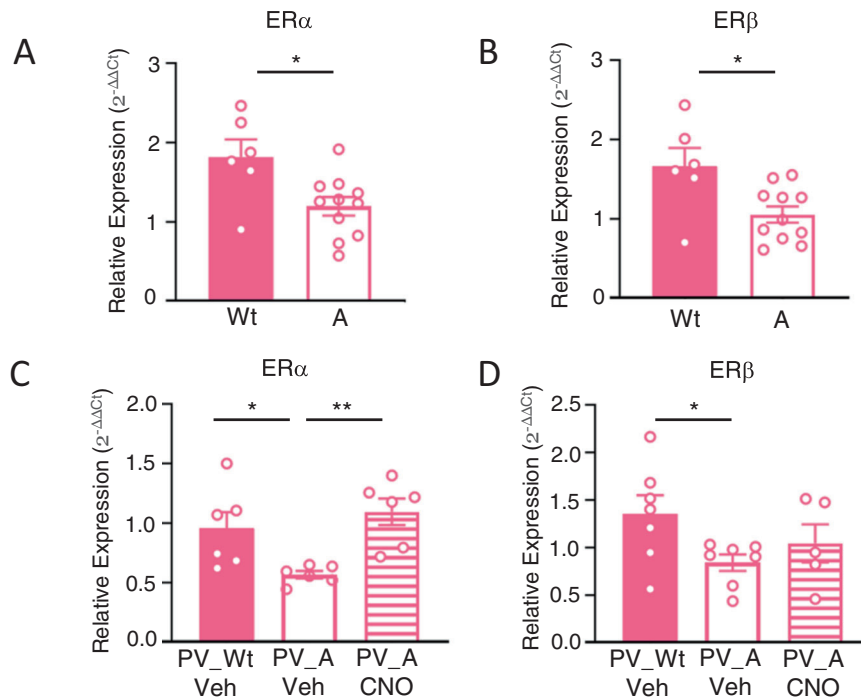 A
ERα
*
Relative Expression (2^-ΔΔCt)
3
2
1
0
Wt
A
B
ERβ
*
Relative Expression (2^-ΔΔCt)
3
2
1
0
Wt
A
C
ERα
*
**
Relative Expression (2^-ΔΔCt)
2.0
1.5
1.0
0.5
0.0
PV_Wt PV_A PV_A
Veh Veh CNO
D
ERβ
*
Relative Expression (2^-ΔΔCt)
2.5
2.0
1.5
1.0
0.5
0.0
PV_Wt PV_A PV_A
Veh Veh CNO